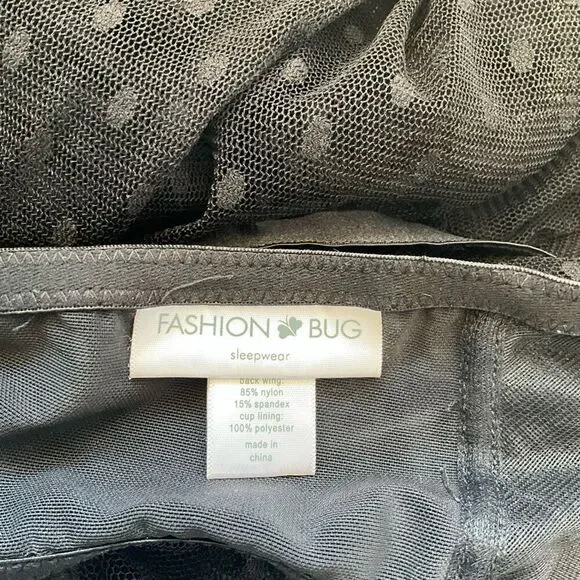 FASHION BUG
sleepwear
back wing:
85% nylon
15% spandex
cup lining:
100% polyester
made in
china